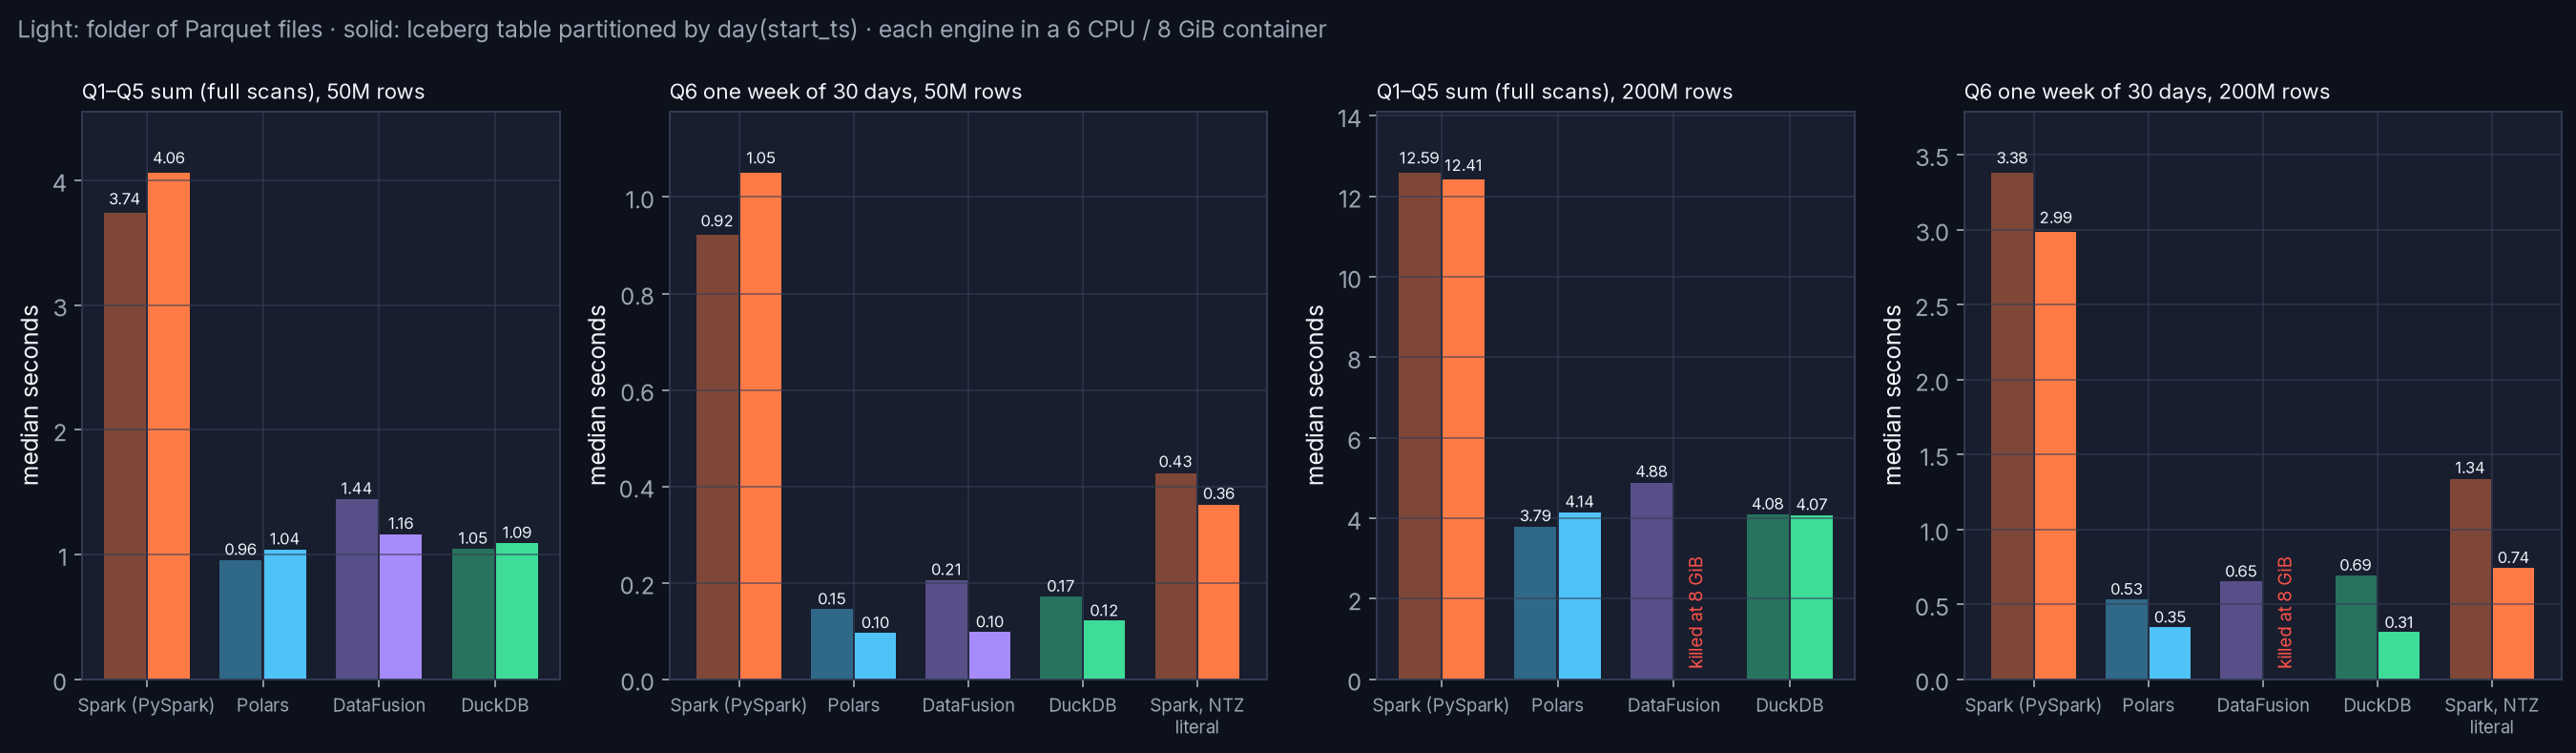 Light: folder of Parquet files · solid: Iceberg table partitioned by day(start_ts) · each engine in a 6 CPU / 8 GiB container
Q1–Q5 sum (full scans), 50M rows
median seconds
4
3
2
1
0
3.74
4.06
0.96
1.04
1.44
1.16
1.05
1.09
Spark (PySpark)
Polars
DataFusion
DuckDB
Q6 one week of 30 days, 50M rows
median seconds
1.0
0.8
0.6
0.4
0.2
0.0
0.92
1.05
0.15
0.10
0.21
0.10
0.17
0.12
0.43
0.36
Spark (PySpark)
Polars
DataFusion
DuckDB
Spark, NTZ
literal
Q1–Q5 sum (full scans), 200M rows
median seconds
14
12
10
8
6
4
2
0
12.59
12.41
3.79
4.14
4.88
killed at 8 GiB
4.08
4.07
Spark (PySpark)
Polars
DataFusion
DuckDB
Q6 one week of 30 days, 200M rows
median seconds
3.5
3.0
2.5
2.0
1.5
1.0
0.5
0.0
3.38
2.99
0.53
0.35
0.65
killed at 8 GiB
0.69
0.31
1.34
0.74
Spark (PySpark)
Polars
DataFusion
DuckDB
Spark, NTZ
literal